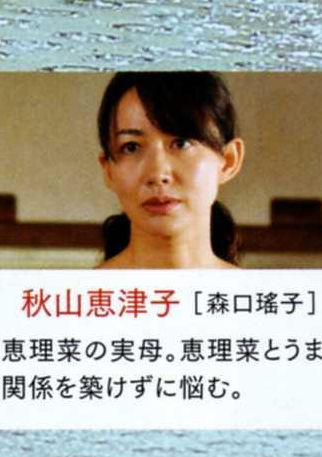 秋山恵津子 [森口瑤子]
恵理菜の実母。恵理菜とうま
関係を築けずに悩む。